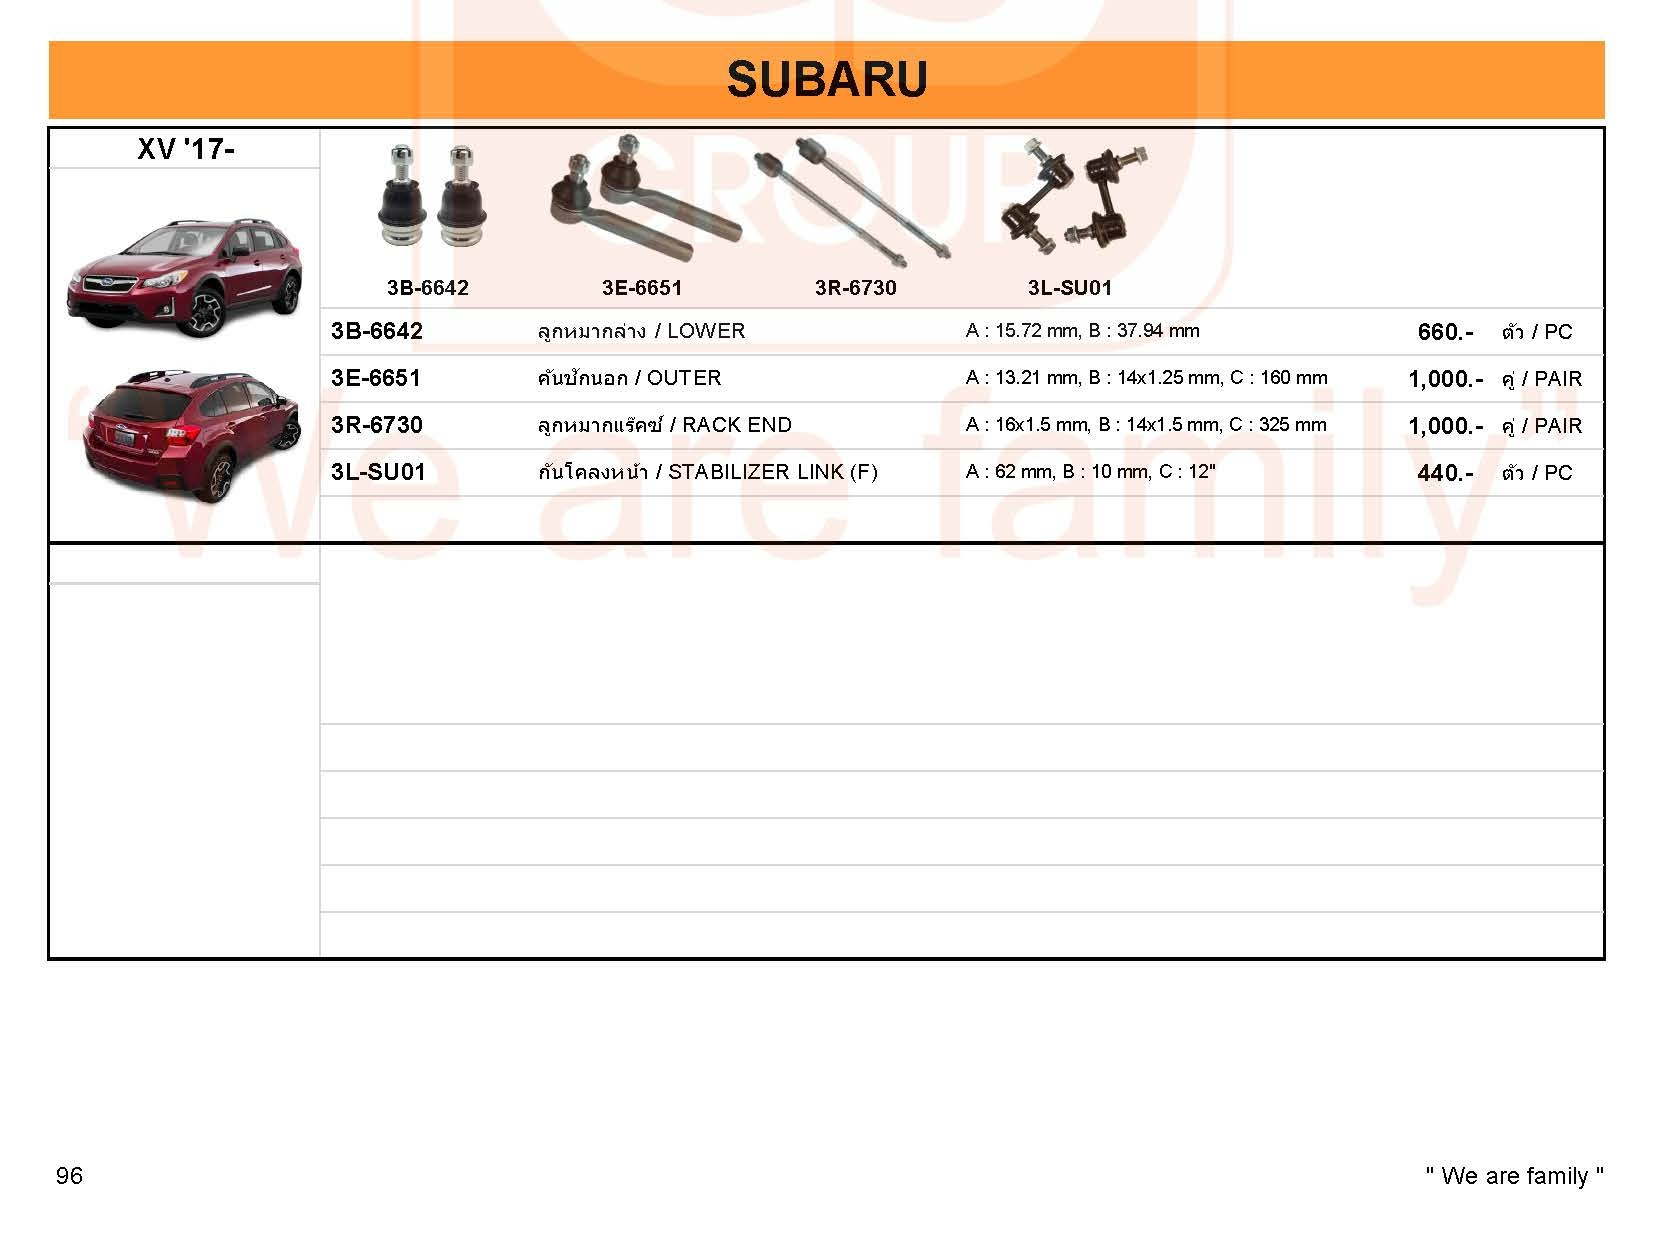 SUBARU
XV '17-
3B-6642 3E-6651 3R-6730 3L-SU01
3B-6642 ลูกหมากล่าง / LOWER A : 15.72 mm, B : 37.94 mm 660.- ตัว / PC
3E-6651 คันชักนอก / OUTER A : 13.21 mm, B : 14x1.25 mm, C : 160 mm 1,000.- คู่ / PAIR
3R-6730 ลูกหมากแร๊คซ์ / RACK END A : 16x1.5 mm, B : 14x1.5 mm, C : 325 mm 1,000.- คู่ / PAIR
3L-SU01 กันโคลงหน้า / STABILIZER LINK (F) A : 62 mm, B : 10 mm, C : 12" 440.- ตัว / PC
GROUP
"We are family"
96 " We are family "